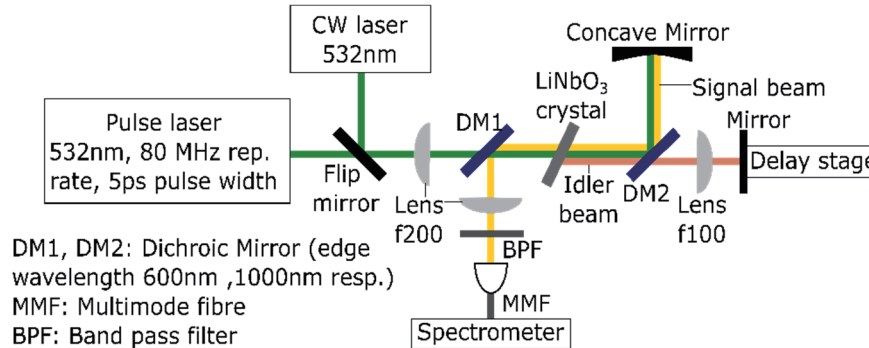 CW laser
532nm
Concave Mirror
LiNbO₃
crystal
Signal beam
Pulse laser
532nm, 80 MHz rep.
rate, 5ps pulse width
DM1
Mirror
Delay stage
Flip
mirror
Lens
f200
Idler
beam
DM2
Lens
f100
BPF
MMF
Spectrometer
DM1, DM2: Dichroic Mirror (edge
wavelength 600nm ,1000nm resp.)
MMF: Multimode fibre
BPF: Band pass filter